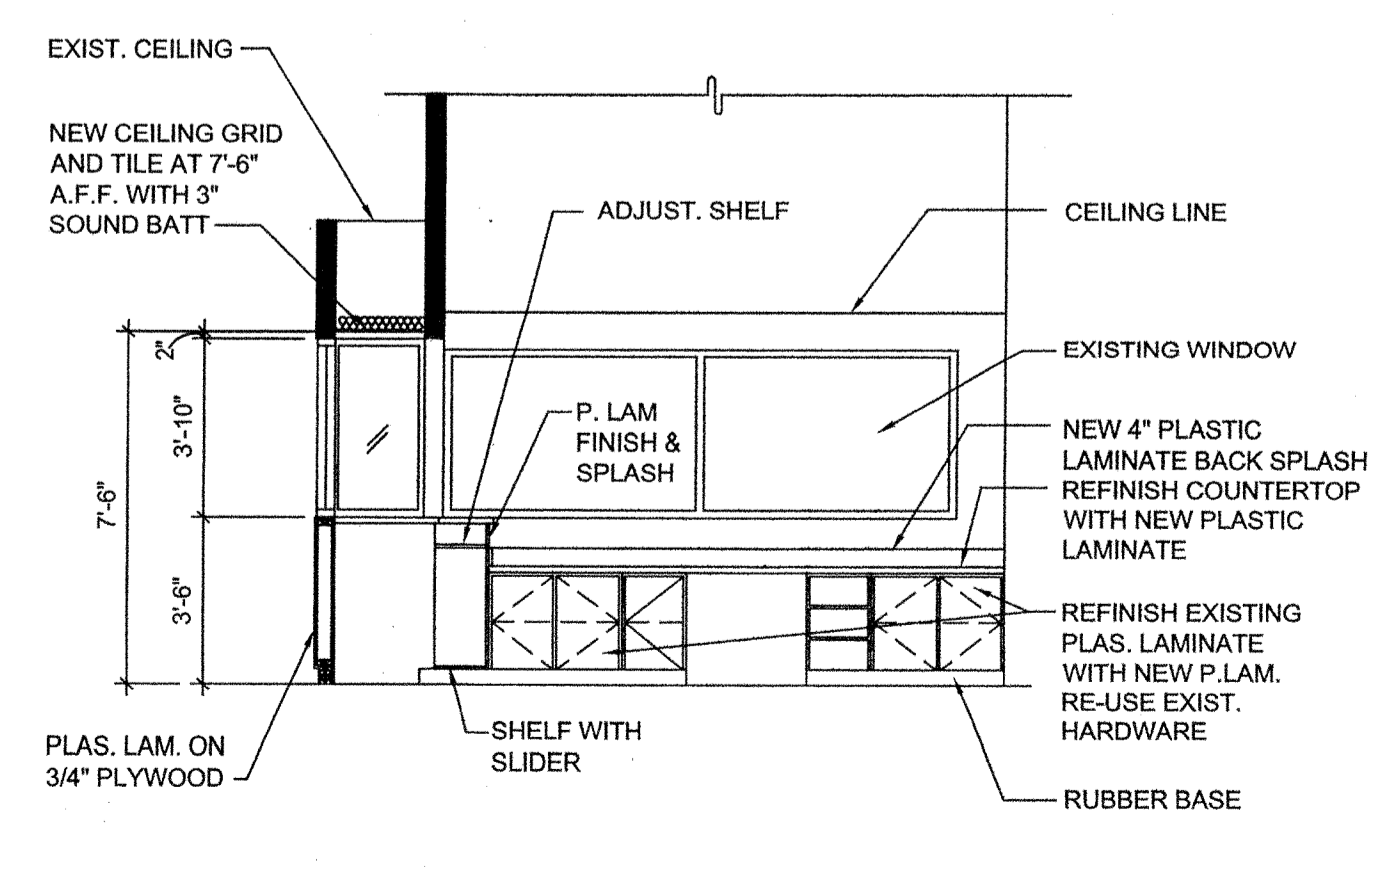 EXIST. CEILING
NEW CEILING GRID
AND TILE AT 7'-6"
A.F.F. WITH 3"
SOUND BATT
ADJUST. SHELF
CEILING LINE
2"
3'-10"
7'-6"
3'-6"
P. LAM
FINISH &
SPLASH
EXISTING WINDOW
NEW 4" PLASTIC
LAMINATE BACK SPLASH
REFINISH COUNTERTOP
WITH NEW PLASTIC
LAMINATE
REFINISH EXISTING
PLAS. LAMINATE
WITH NEW P.LAM.
RE-USE EXIST.
HARDWARE
PLAS. LAM. ON
3/4" PLYWOOD
SHELF WITH
SLIDER
RUBBER BASE